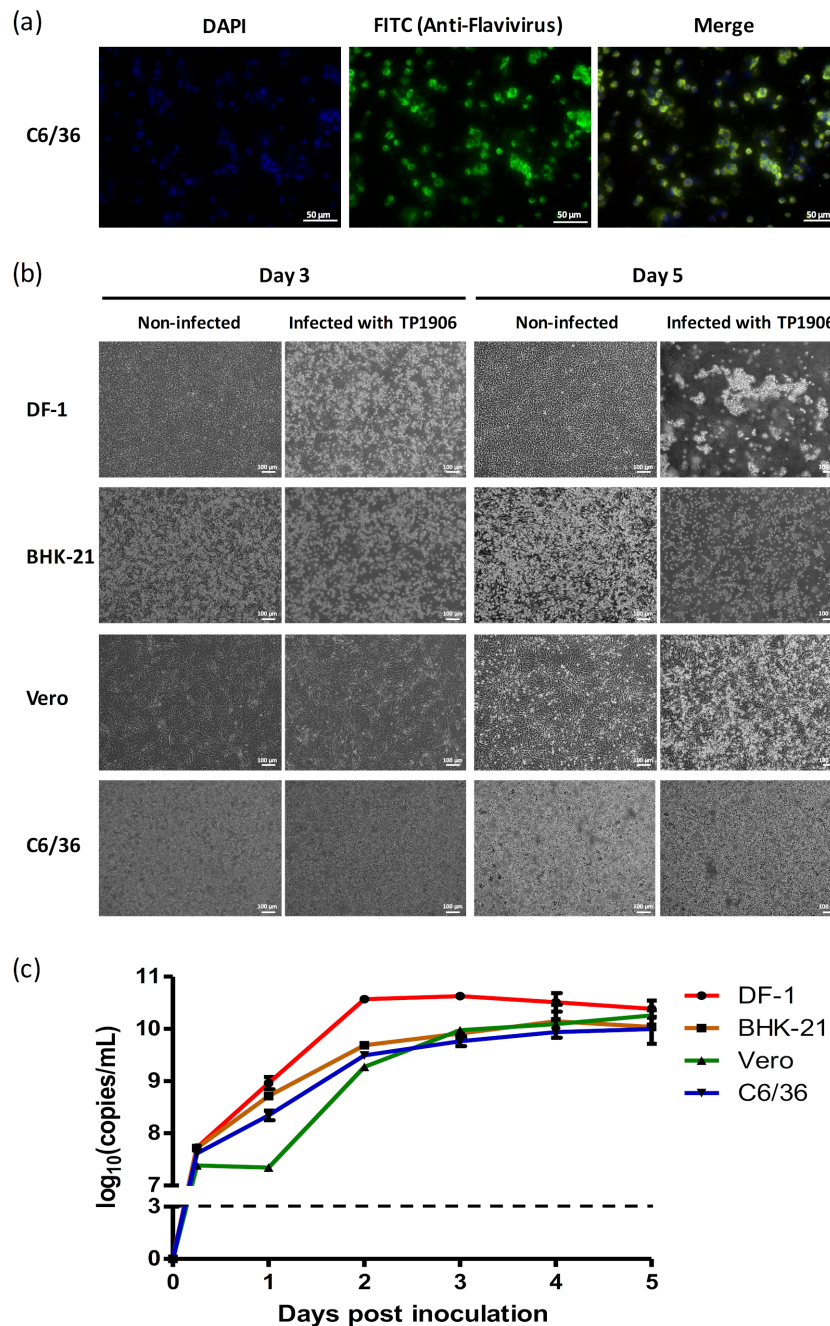 (a)
DAPI FITC (Anti-Flavivirus) Merge
C6/36
50 µm 50 µm 50 µm
(b)
Day 3 Day 5
Non-infected Infected with TP1906 Non-infected Infected with TP1906
DF-1
100 µm 100 µm 100 µm 100
BHK-21
100 µm 100 µm 100 µm 100
Vero
100 µm 100 µm 100 µm 100
C6/36
100 µm 100 µm 100 µm 100
(c)
log10(copies/mL)
11
10
9
8
7
3
0
0 1 2 3 4 5
Days post inoculation
DF-1
BHK-21
Vero
C6/36